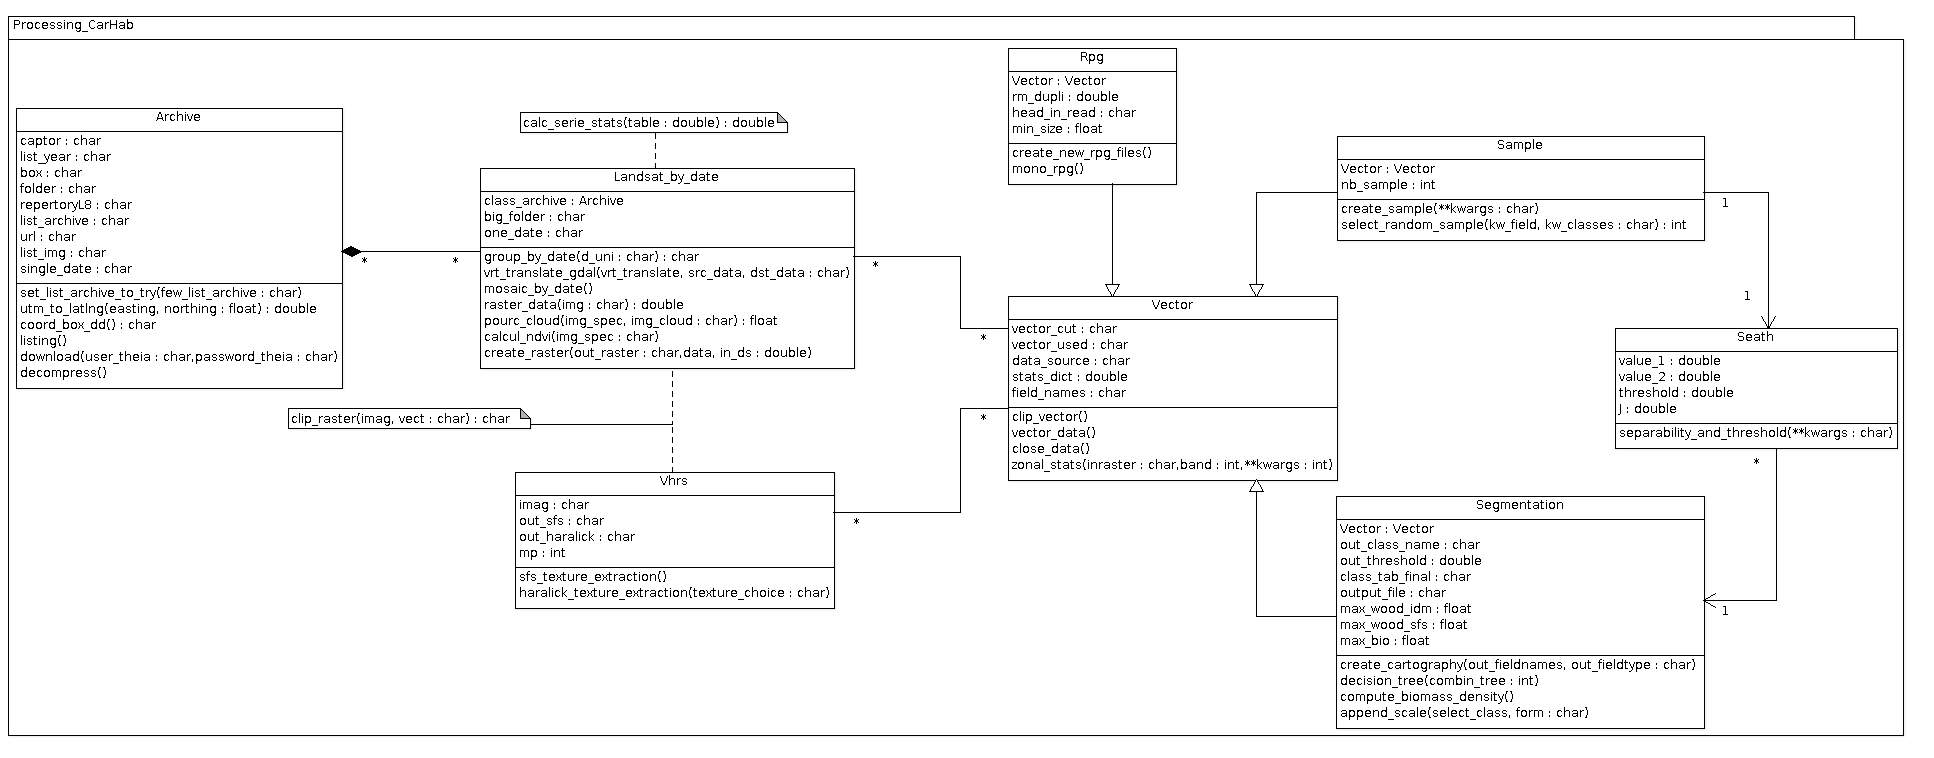 Processing_CarHab
Archive
captor : char
list_year : char
box : char
folder : char
repertoryL8 : char
list_archive : char
url : char
list_img : char
single_date : char
set_list_archive_to_try(few_list_archive : char)
utm_to_latlng(easting, northing : float) : double
coord_box_dd() : char
listing()
download(user_theia : char,password_theia : char)
decompress()
*
*
calc_serie_stats(table : double) : double
Landsat_by_date
class_archive : Archive
big_folder : char
one_date : char
group_by_date(d_uni : char) : char
vrt_translate_gdal(vrt_translate, src_data, dst_data : char)
mosaic_by_date()
raster_data(img : char) : double
pourc_cloud(img_spec, img_cloud : char) : float
calcul_ndvi(img_spec : char)
create_raster(out_raster : char,data, in_ds : double)
*
*
clip_raster(imag, vect : char) : char
Vhrs
imag : char
out_sfs : char
out_haralick : char
mp : int
sfs_texture_extraction()
haralick_texture_extraction(texture_choice : char)
*
*
Rpg
Vector : Vector
rm_dupli : double
head_in_read : char
min_size : float
create_new_rpg_files()
mono_rpg()
Vector
vector_cut : char
vector_used : char
data_source : char
stats_dict : double
field_names : char
clip_vector()
vector_data()
close_data()
zonal_stats(inraster : char,band : int,**kwargs : int)
Sample
Vector : Vector
nb_sample : int
create_sample(**kwargs : char)
select_random_sample(kw_field, kw_classes : char) : int
1
1
Seath
value_1 : double
value_2 : double
threshold : double
J : double
separability_and_threshold(**kwargs : char)
*
1
Segmentation
Vector : Vector
out_class_name : char
out_threshold : double
class_tab_final : char
output_file : char
max_wood_idm : float
max_wood_sfs : float
max_bio : float
create_cartography(out_fieldnames, out_fieldtype : char)
decision_tree(combin_tree : int)
compute_biomass_density()
append_scale(select_class, form : char)